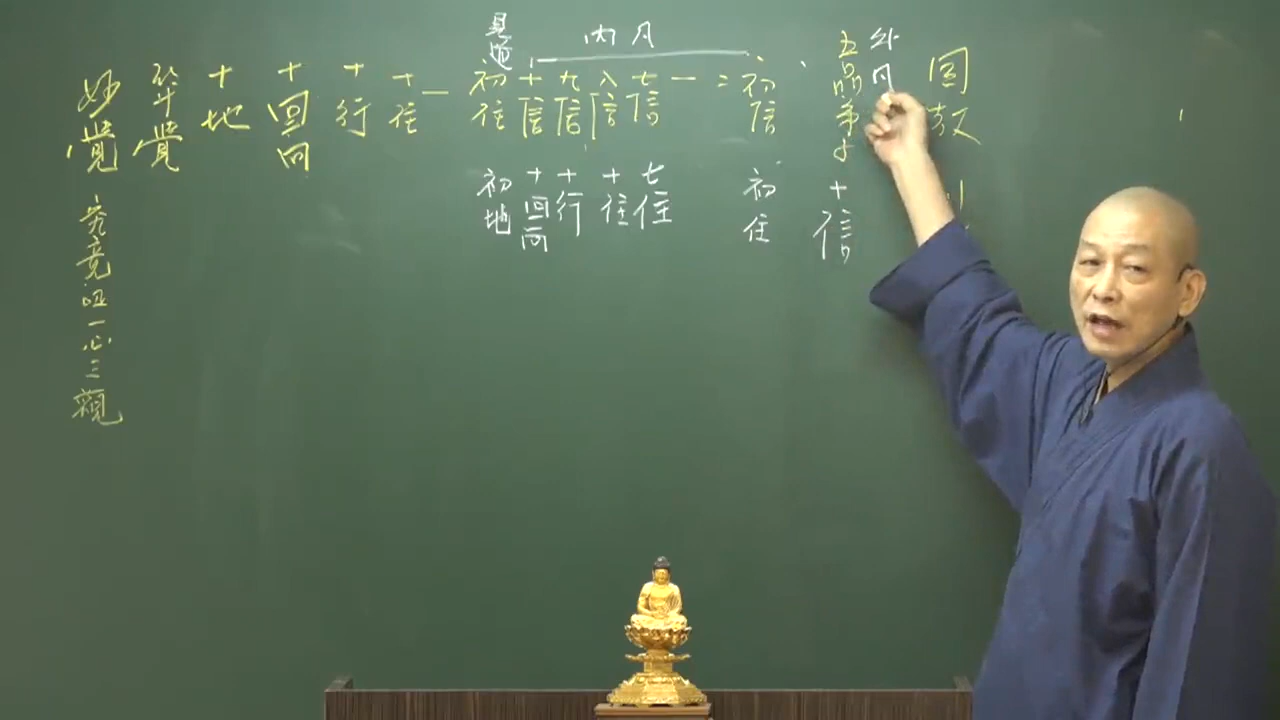 圓教
外凡
五品弟子
十信
初信
初住
二
一
內凡
七信
七住
八信
十住
九信
十行
十信
十回向
見道
初住
初地
一
十住
十行
十回向
十地
等覺
妙覺
究竟
一心三觀